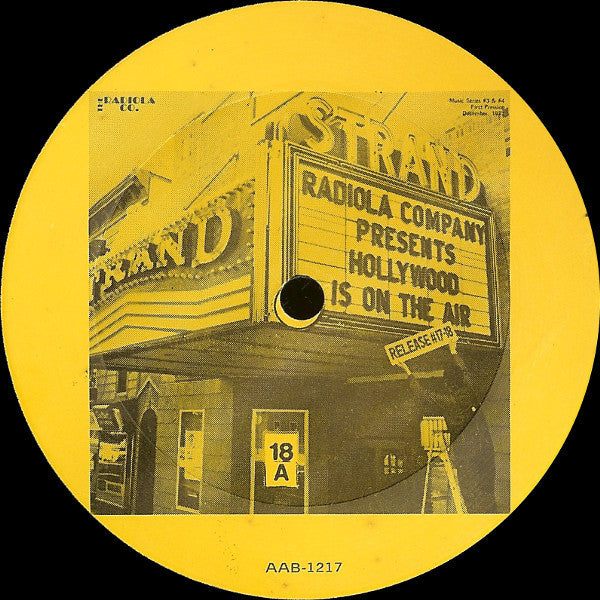 THE RADIOLA
CO.
Music Series #3 & #4
First Pressing
December, 
STRAND
STRAND
RADIOLA COMPANY
PRESENTS
HOLLYWOOD
IS ON THE AIR
RELEASE #17-18
18
A
AAB-1217